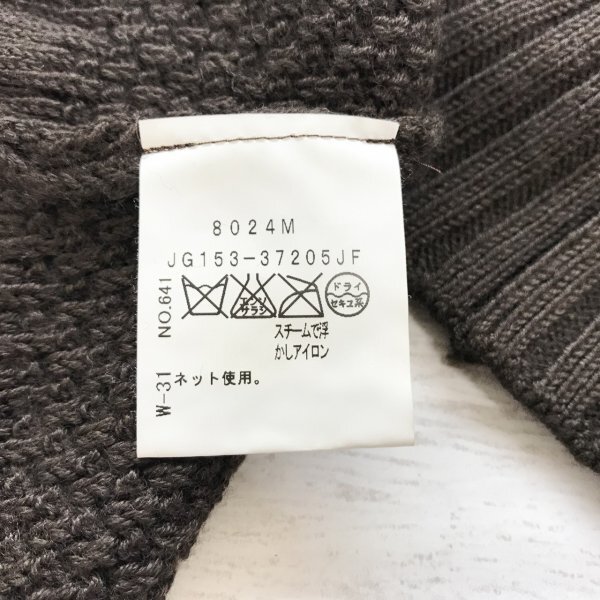 8024M
JG153-37205JF
エンソ
サラシ
ドライ
セキユ系
スチームで浮
かしアイロン
ネット使用。
NO.641
W-31